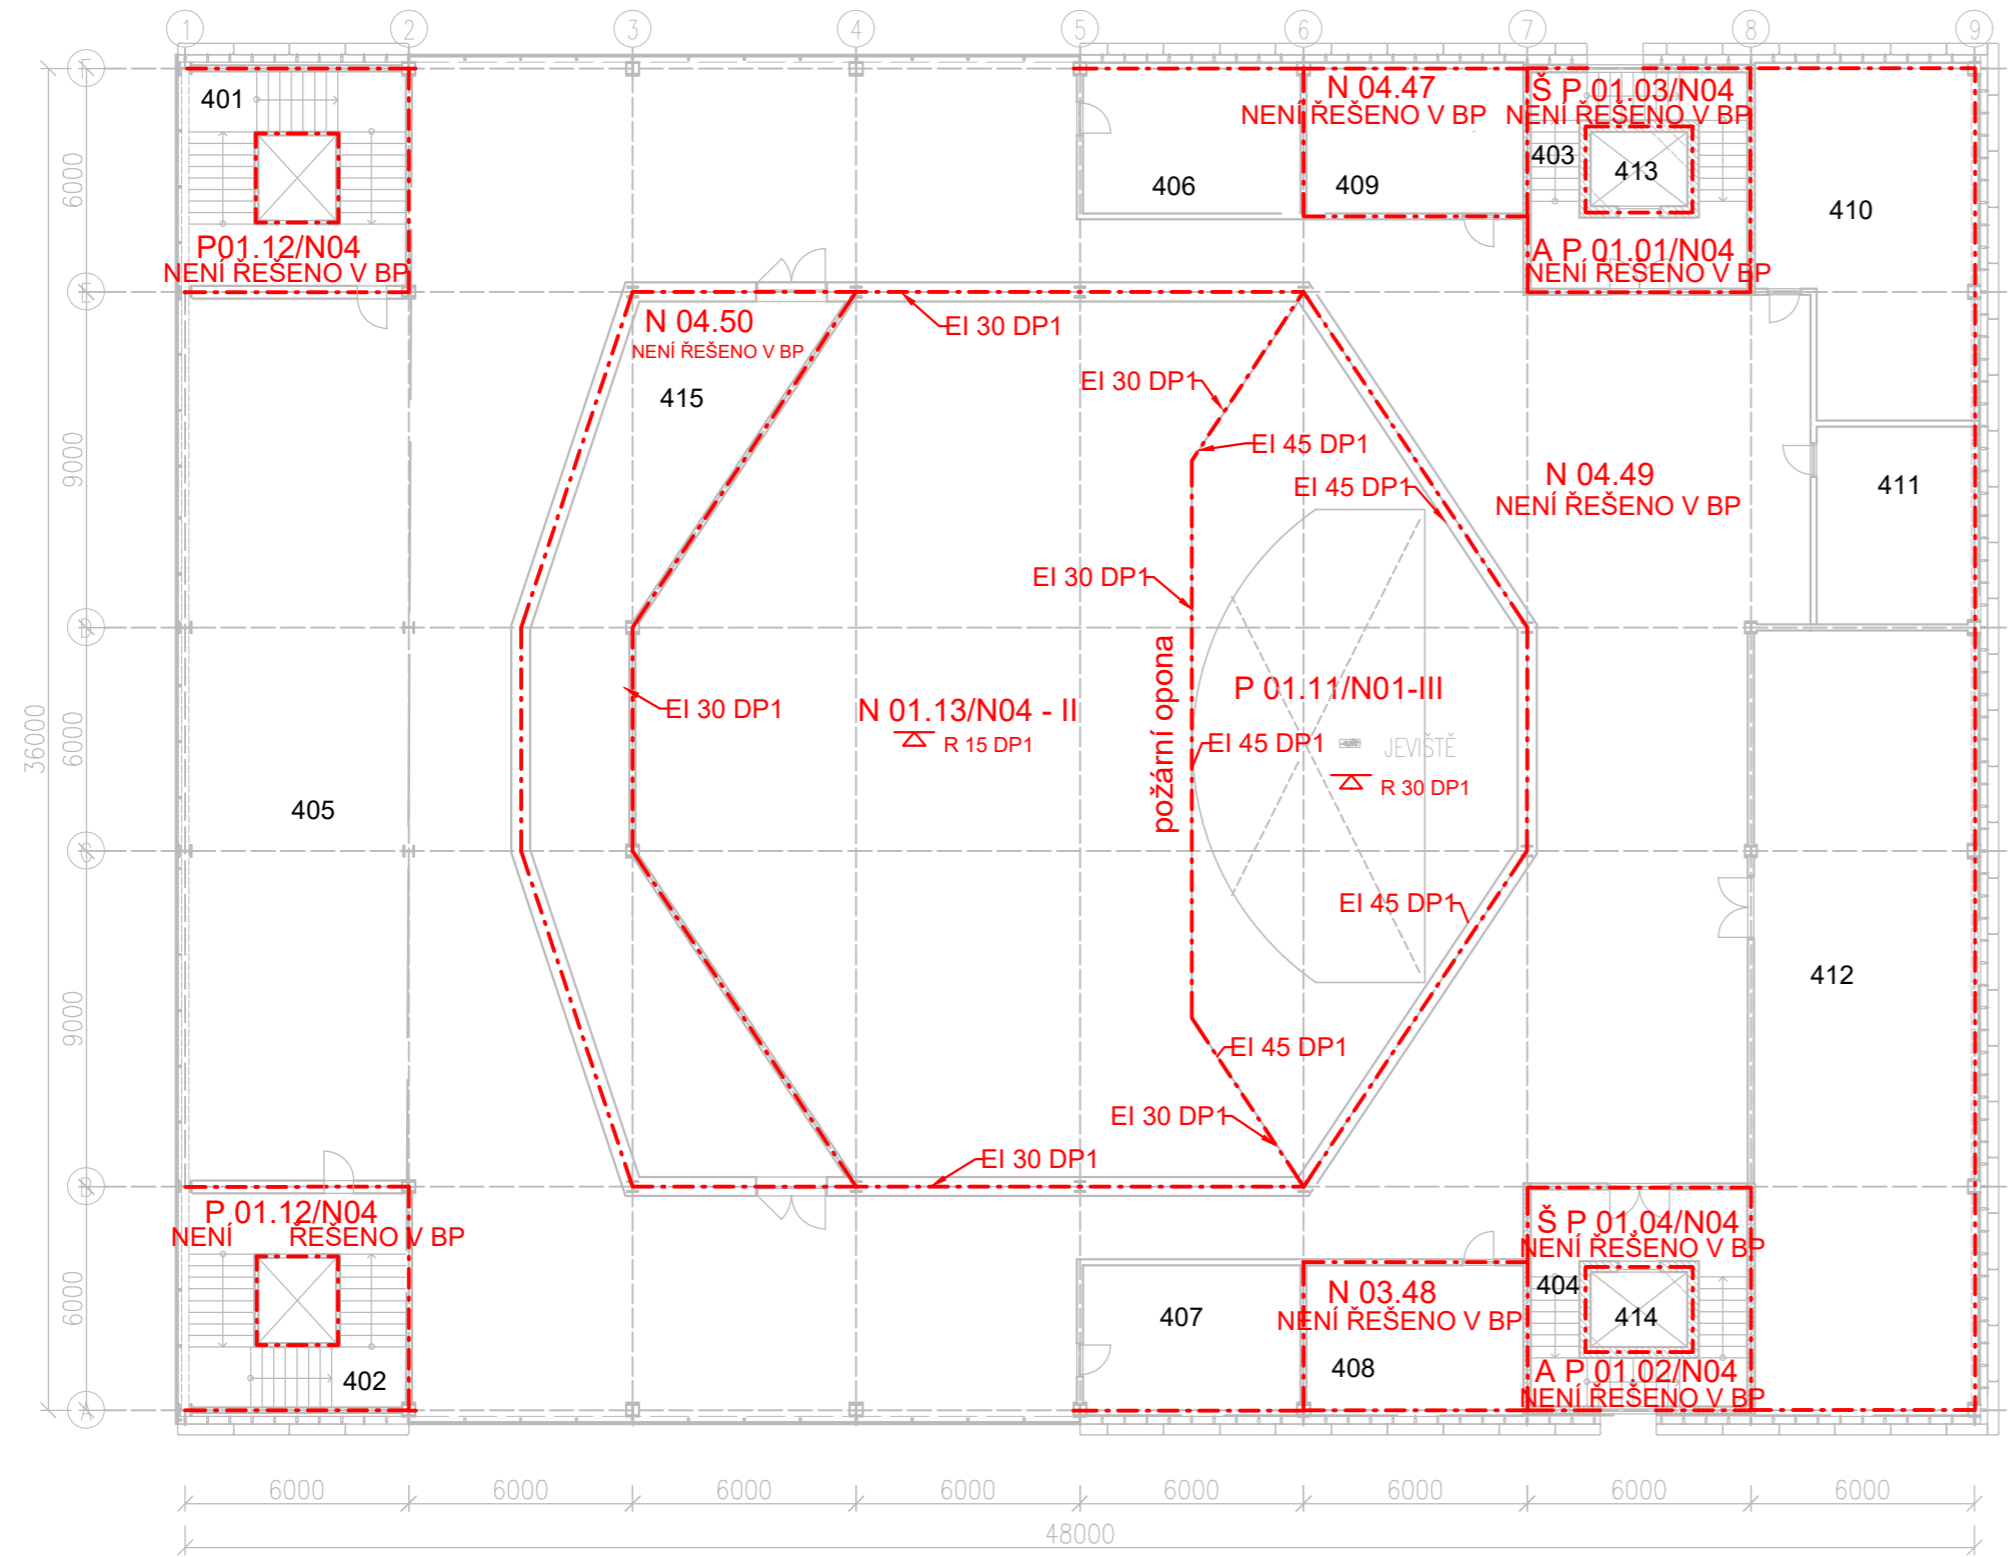 1 2 3 4 5 6 7 8 9
F
401
N 04.47
NENÍ ŘEŠENO V BP
Š P 01.03/N04
NENÍ ŘEŠENO V BP
6000
406
409
403
413
410
P01.12/N04
NENÍ ŘEŠENO V BP
A P 01.01/N04
NENÍ ŘEŠENO V BP
E
N 04.50
NENÍ ŘEŠENO V BP
EI 30 DP1
415
EI 30 DP1
9000
EI 45 DP1
EI 45 DP1
N 04.49
NENÍ ŘEŠENO V BP
411
EI 30 DP1
D
36000
6000
EI 30 DP1
N 01.13/N04 - II
R 15 DP1
požární opona
P 01.11/N01-III
EI 45 DP1
JEVIŠTĚ
R 30 DP1
405
EI 45 DP1
412
9000
EI 45 DP1
EI 30 DP1
EI 30 DP1
P 01.12/N04
NENÍ ŘEŠENO V BP
Š P 01.04/N04
NENÍ ŘEŠENO V BP
6000
407
N 03.48
NENÍ ŘEŠENO V BP
408
404
414
402
A P 01.02/N04
NENÍ ŘEŠENO V BP
A
6000 6000 6000 6000 6000 6000 6000 6000
48000